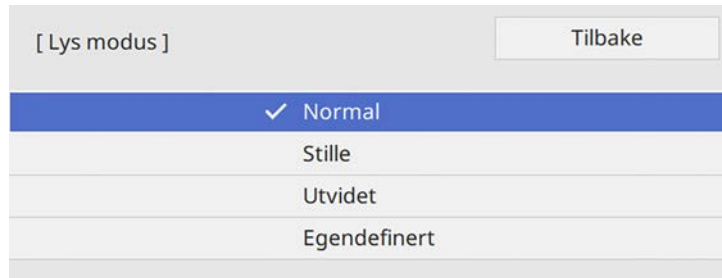 [ Lys modus ]
Tilbake
Normal
Stille
Utvidet
Egendefinert